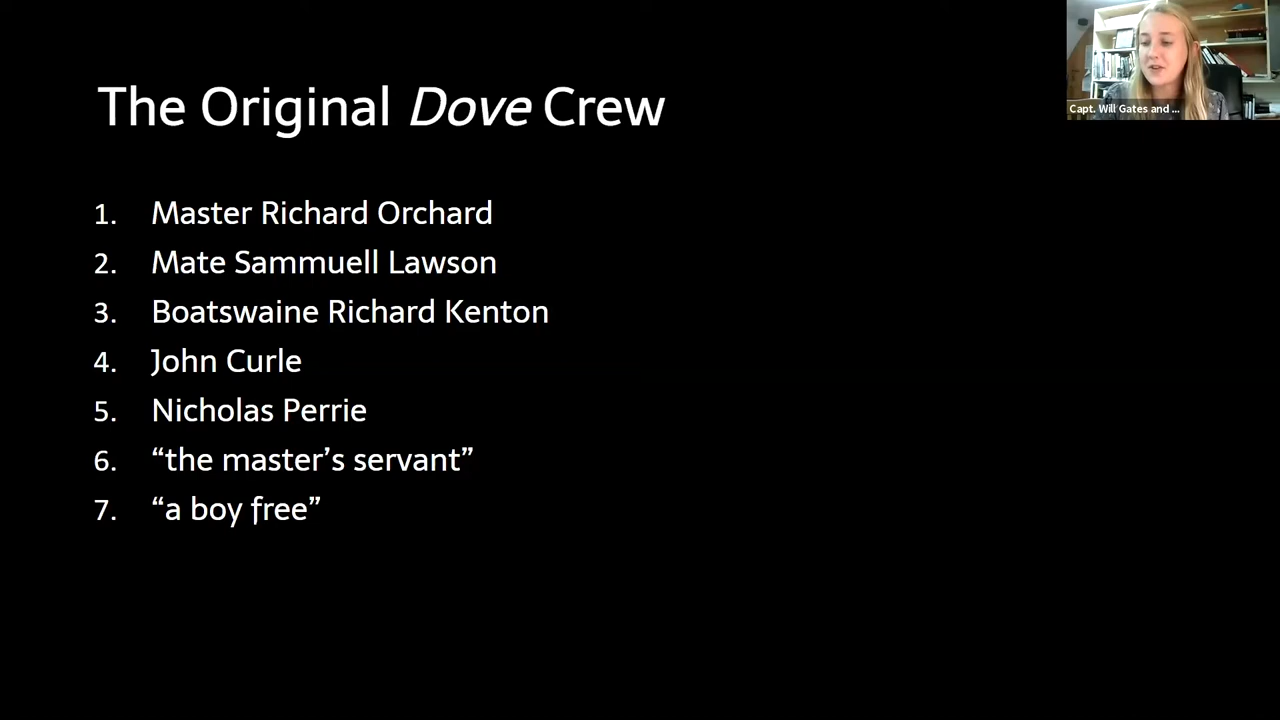 The Original Dove Crew
Capt. Will Gates and ...
1. Master Richard Orchard
2. Mate Sammuell Lawson
3. Boatswaine Richard Kenton
4. John Curle
5. Nicholas Perrie
6. “the master’s servant”
7. “a boy free”